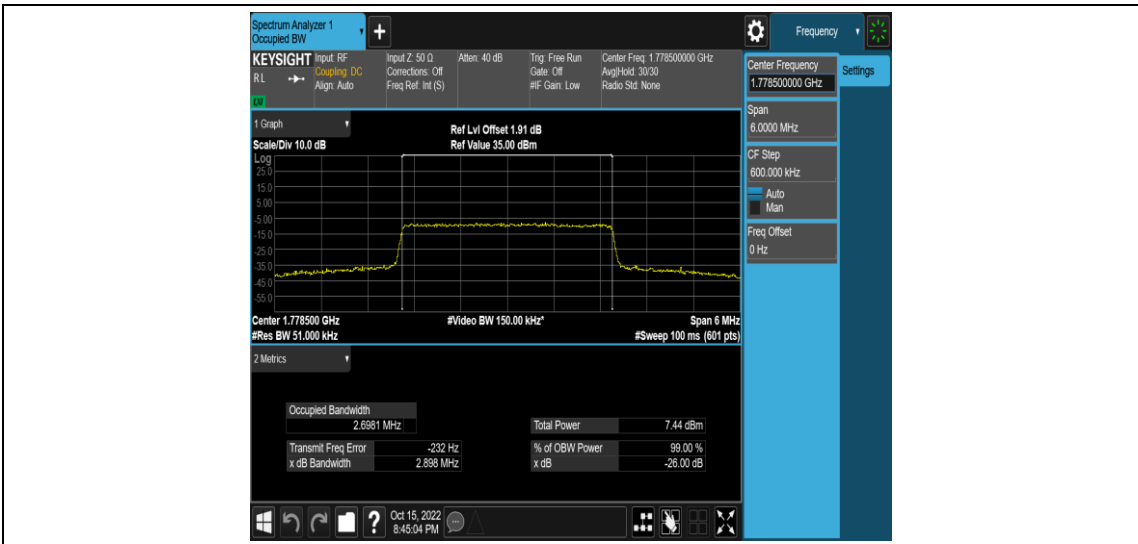 Spectrum Analyzer 1
Occupied BW
+
Frequency
KEYSIGHT
RL
LXI
Input: RF
Coupling: DC
Align: Auto
Input Z: 50 Ω
Corrections: Off
Freq Ref: Int (S)
Atten: 40 dB
Trig: Free Run
Gate: Off
#IF Gain: Low
Center Freq: 1.778500000 GHz
Avg|Hold: 30/30
Radio Std: None
Center Frequency
1.778500000 GHz
Settings
Span
6.0000 MHz
CF Step
600.000 kHz
Auto
Man
Freq Offset
0 Hz
1 Graph
Scale/Div 10.0 dB
Ref Lvl Offset 1.91 dB
Ref Value 35.00 dBm
Log
25.0
15.0
5.00
-5.00
-15.0
-25.0
-35.0
-45.0
-55.0
Center 1.778500 GHz
#Res BW 51.000 kHz
#Video BW 150.00 kHz*
Span 6 MHz
#Sweep 100 ms (601 pts)
2 Metrics
Occupied Bandwidth
2.6981 MHz
Total Power 7.44 dBm
Transmit Freq Error -232 Hz
% of OBW Power 99.00 %
x dB Bandwidth 2.898 MHz
x dB -26.00 dB
?
Oct 15, 2022
8:45:04 PM